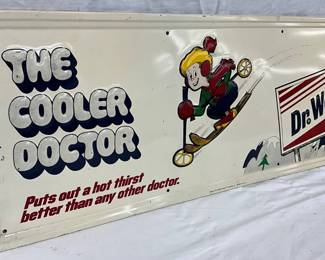 THE
COOLER
DOCTOR
Puts out a hot thirst
better than any other doctor.
Dr. W